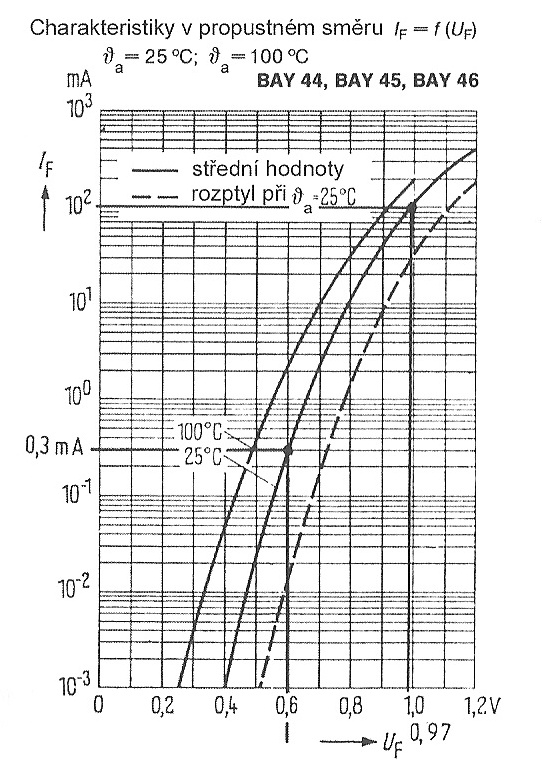 Charakteristiky v propustném směru I_F = f (U_F)
ϑ_a = 25 °C; ϑ_a = 100 °C
mA BAY 44, BAY 45, BAY 46
10³
střední hodnoty
I_F
rozptyl při ϑ_a = 25°C
10²
10¹
10⁰
100°C
0,3 mA
25°C
10⁻¹
10⁻²
10⁻³
0 0,2 0,4 0,6 0,8 1,0 1,2V
U_F 0,97